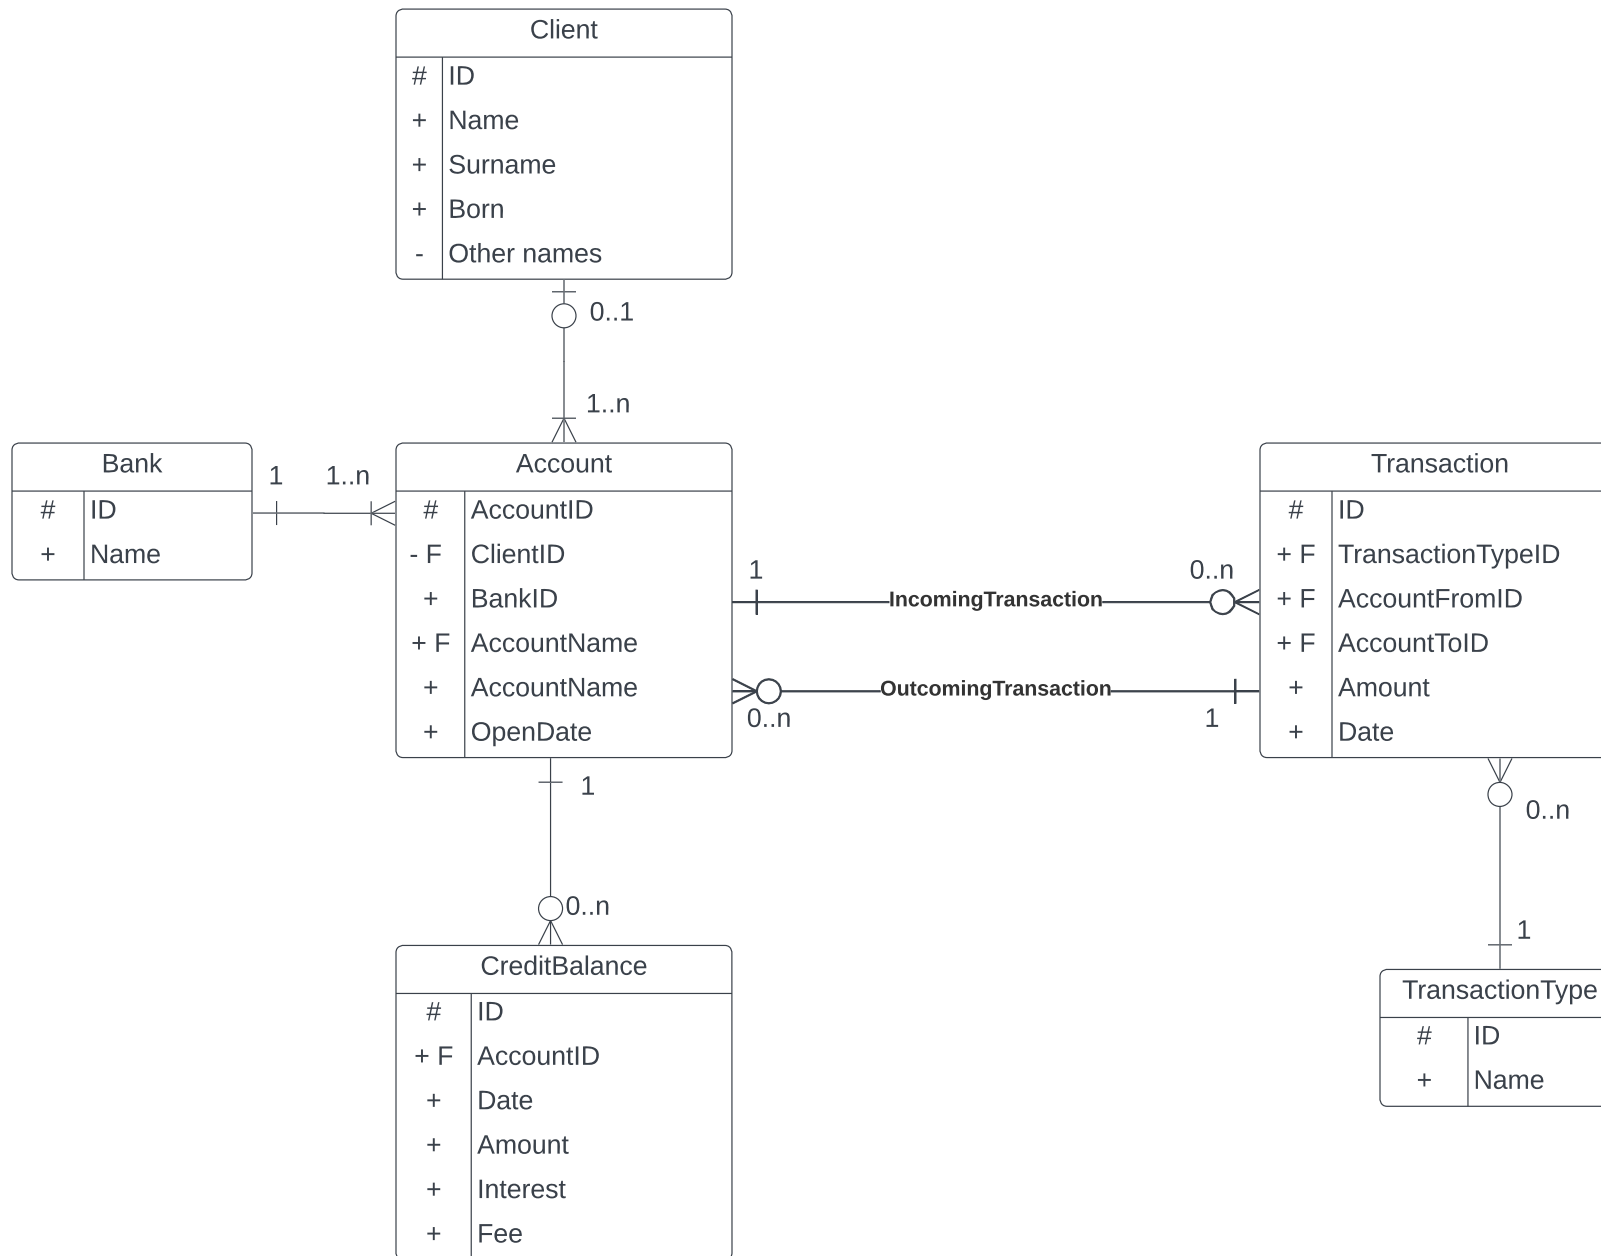 Client
# ID
+ Name
+ Surname
+ Born
- Other names
0..1
1..n
Bank
# ID
+ Name
1 1..n
Account
# AccountID
- F ClientID
+ BankID
+ F AccountName
+ AccountName
+ OpenDate
1 IncomingTransaction 0..n
0..n OutcomingTransaction 1
Transaction
# ID
+ F TransactionTypeID
+ F AccountFromID
+ F AccountToID
+ Amount
+ Date
1
0..n
0..n
1
CreditBalance
# ID
+ F AccountID
+ Date
+ Amount
+ Interest
+ Fee
TransactionType
# ID
+ Name